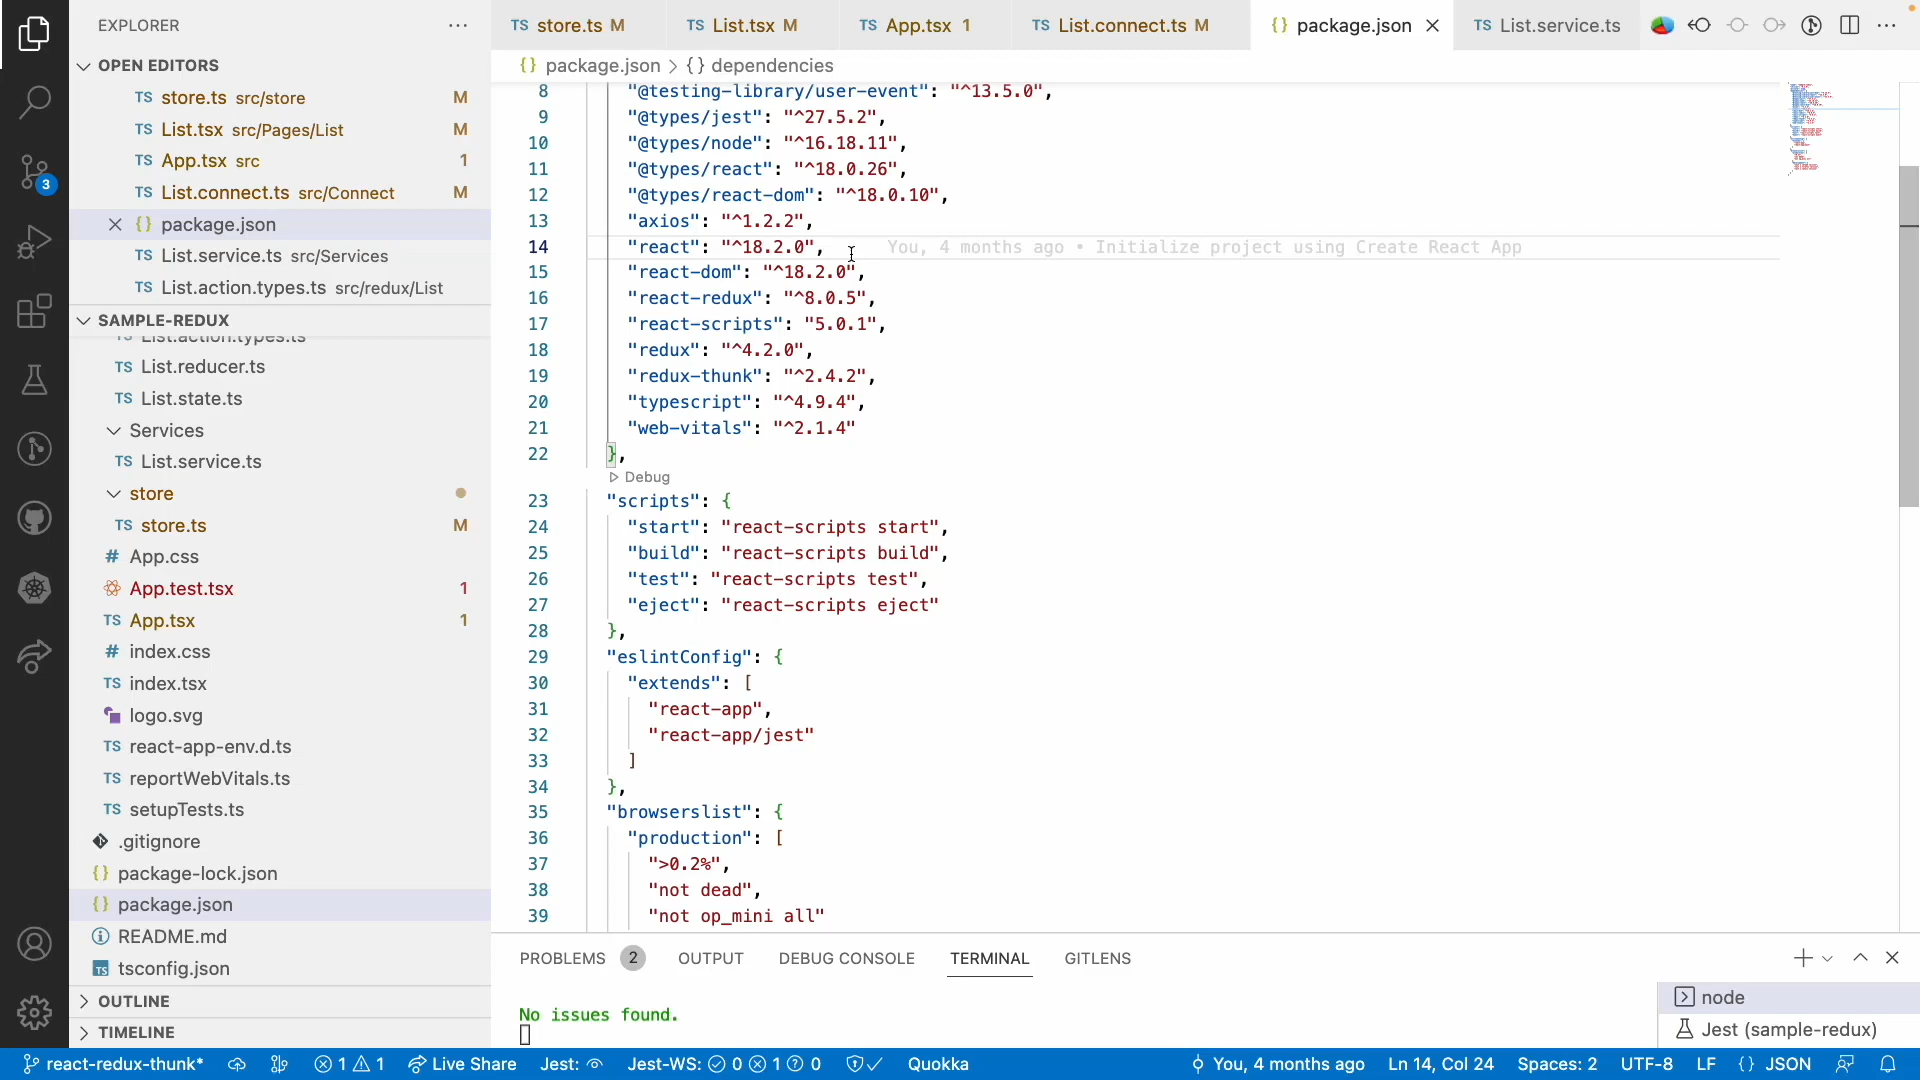 EXPLORER
OPEN EDITORS
TS store.ts src/store M
TS List.tsx src/Pages/List M
TS App.tsx src 1
TS List.connect.ts src/Connect M
{} package.json
TS List.service.ts src/Services
TS List.action.types.ts src/redux/List
SAMPLE-REDUX
TS List.action.types.ts
TS List.reducer.ts
TS List.state.ts
Services
TS List.service.ts
store
TS store.ts M
# App.css
App.test.tsx 1
TS App.tsx 1
# index.css
TS index.tsx
logo.svg
TS react-app-env.d.ts
TS reportWebVitals.ts
TS setupTests.ts
.gitignore
{} package-lock.json
{} package.json
README.md
TS tsconfig.json
OUTLINE
TIMELINE
3
TS store.ts M TS List.tsx M TS App.tsx 1 TS List.connect.ts M {} package.json TS List.service.ts
{} package.json > {} dependencies
8 "@testing-library/user-event": "^13.5.0",
9 "@types/jest": "^27.5.2",
10 "@types/node": "^16.18.11",
11 "@types/react": "^18.0.26",
12 "@types/react-dom": "^18.0.10",
13 "axios": "^1.2.2",
14 "react": "^18.2.0", You, 4 months ago • Initialize project using Create React App
15 "react-dom": "^18.2.0",
16 "react-redux": "^8.0.5",
17 "react-scripts": "5.0.1",
18 "redux": "^4.2.0",
19 "redux-thunk": "^2.4.2",
20 "typescript": "^4.9.4",
21 "web-vitals": "^2.1.4"
22 },
Debug
23 "scripts": {
24 "start": "react-scripts start",
25 "build": "react-scripts build",
26 "test": "react-scripts test",
27 "eject": "react-scripts eject"
28 },
29 "eslintConfig": {
30 "extends": [
31 "react-app",
32 "react-app/jest"
33 ]
34 },
35 "browserslist": {
36 "production": [
37 ">0.2%",
38 "not dead",
39 "not op_mini all"
PROBLEMS 2 OUTPUT DEBUG CONSOLE TERMINAL GITLENS
No issues found.
node
Jest (sample-redux)
react-redux-thunk* 1 1 Live Share Jest: Jest-WS: 0 1 0 Quokka You, 4 months ago Ln 14, Col 24 Spaces: 2 UTF-8 LF {} JSON